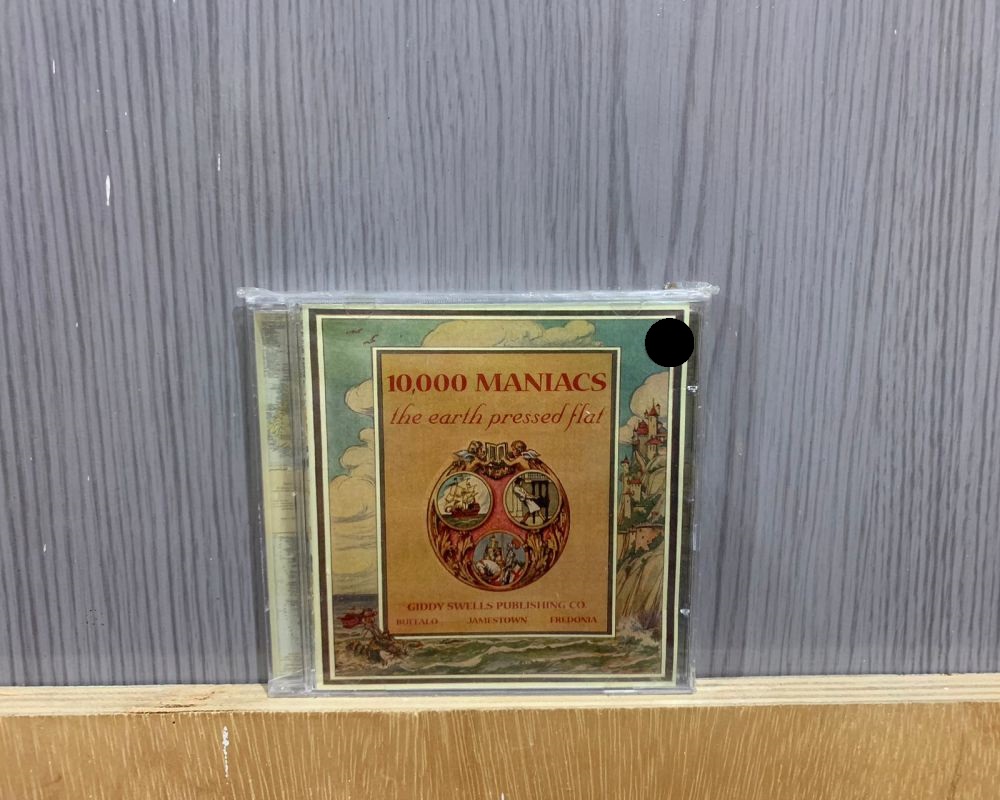 10,000 MANIACS
the earth pressed flat
GIDDY SWELLS PUBLISHING CO.
BUFFALO JAMESTOWN FREDONIA